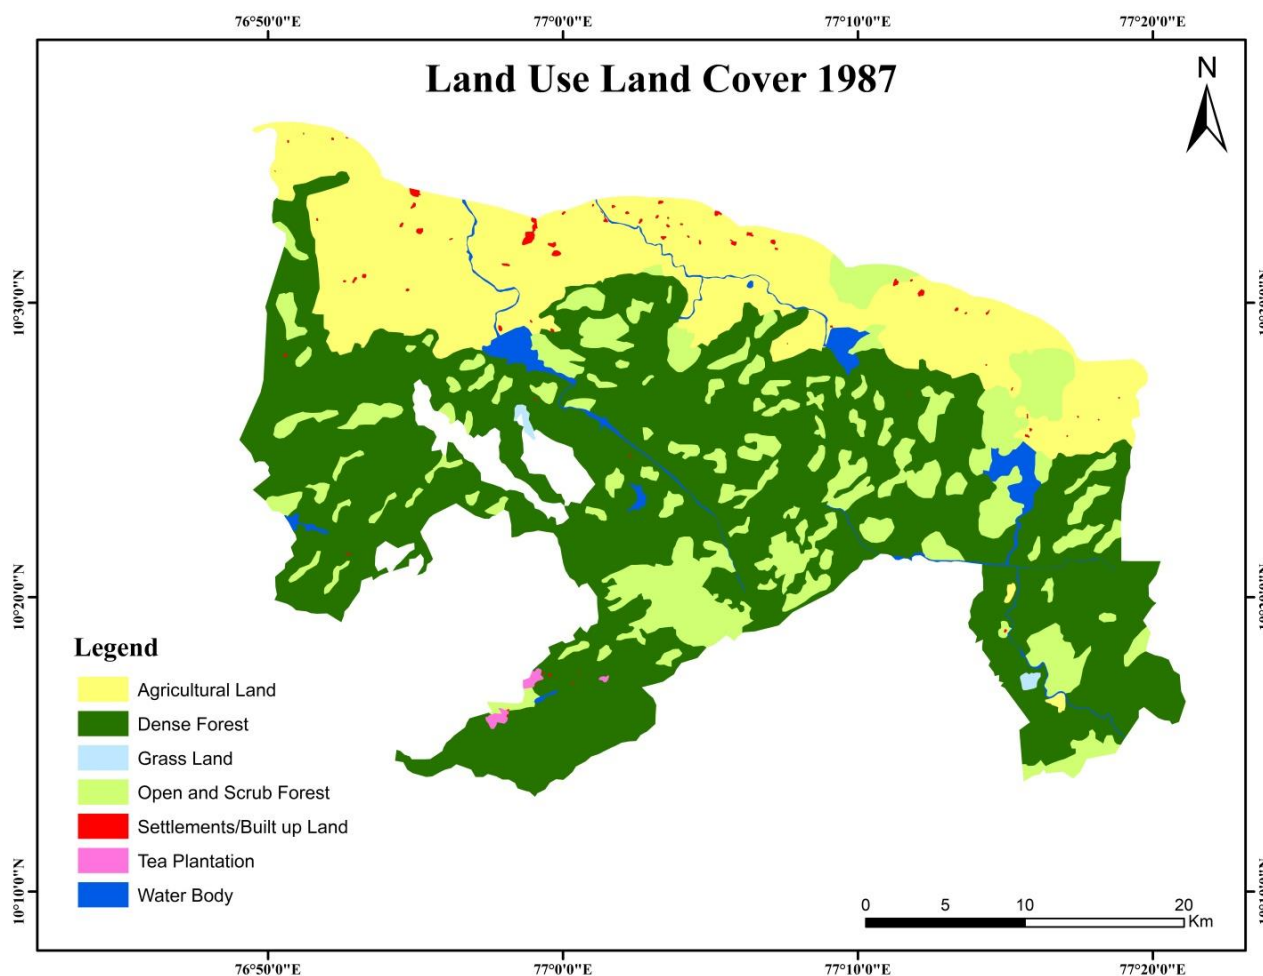 76°50'0"E 77°0'0"E 77°10'0"E 77°20'0"E
Land Use Land Cover 1987
N
10°30'0"N
10°20'0"N
10°10'0"N
Legend
Agricultural Land
Dense Forest
Grass Land
Open and Scrub Forest
Settlements/Built up Land
Tea Plantation
Water Body
0 5 10 20
Km
76°50'0"E 77°0'0"E 77°10'0"E 77°20'0"E